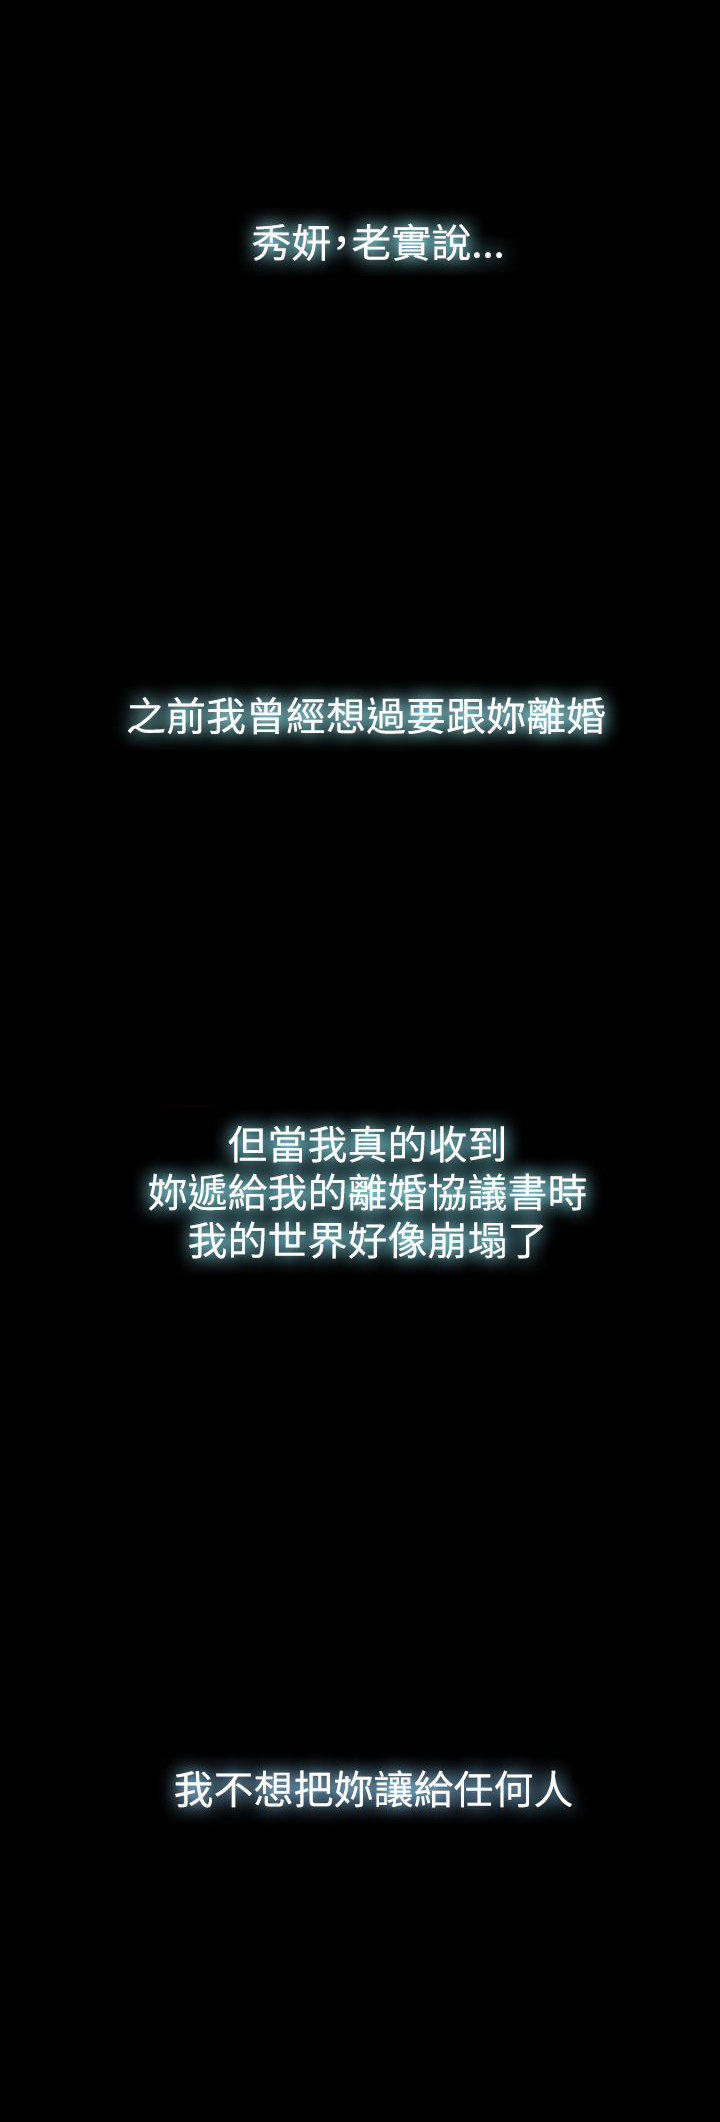 秀妍，老實說...
之前我曾經想過要跟妳離婚
但當我真的收到
妳遞給我的離婚協議書時
我的世界好像崩塌了
我不想把妳讓給任何人